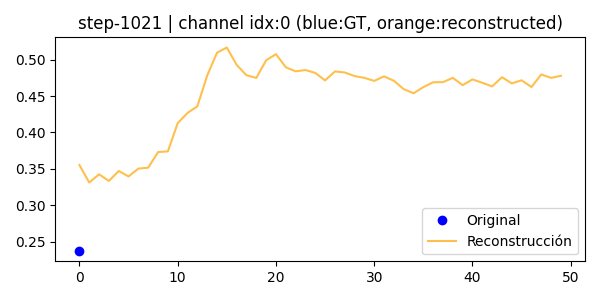 step-1021 | channel idx:0 (blue:GT, orange:reconstructed)
0.50
0.45
0.40
0.35
0.30
0.25
0 10 20 30 40 50
Original
Reconstrucción